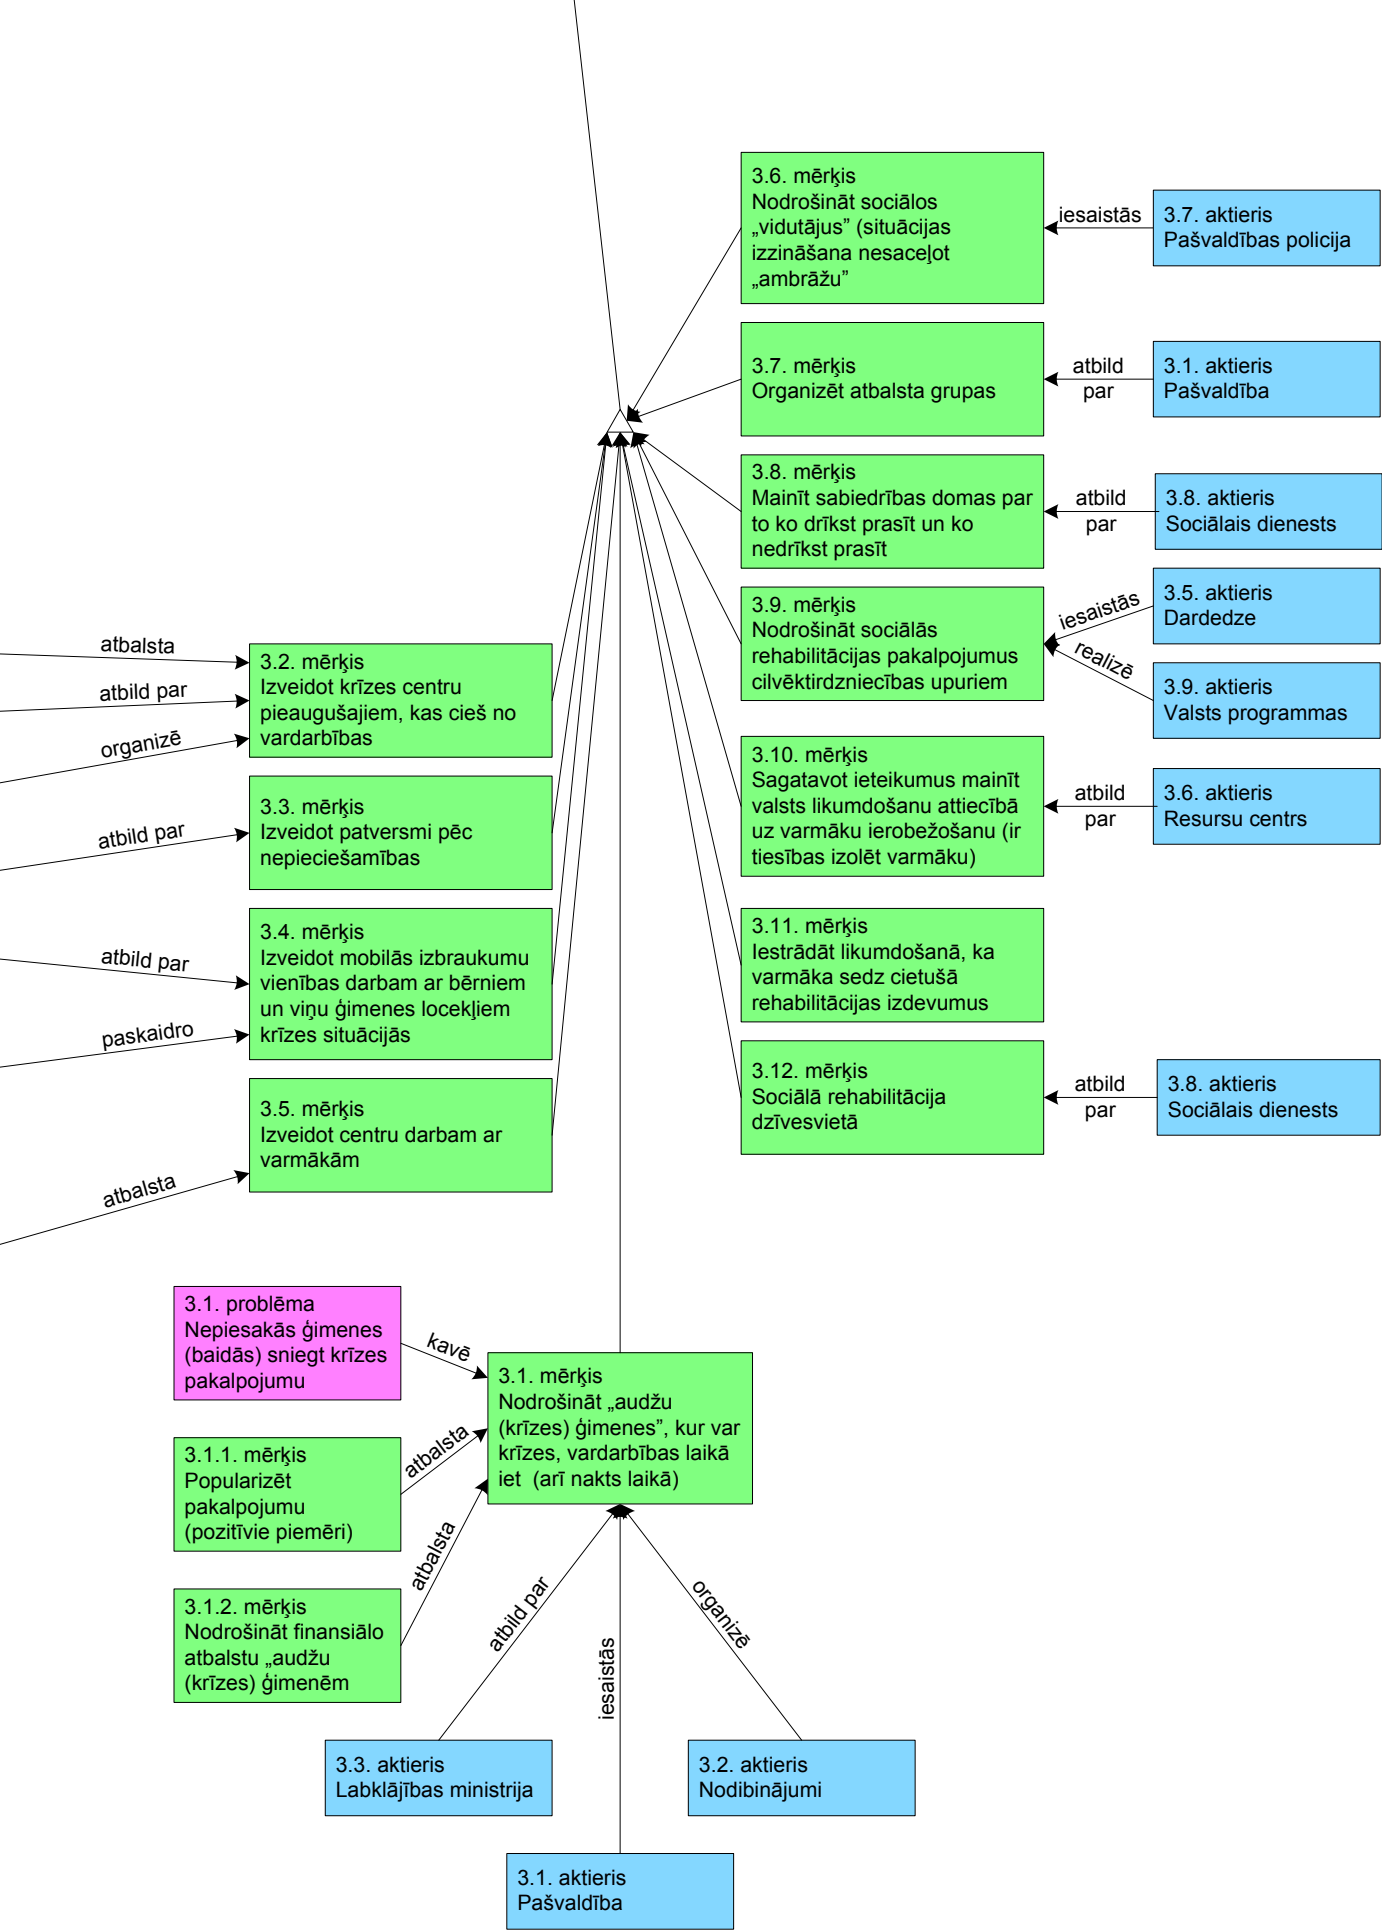 3.6. mērķis
Nodrošināt sociālos
„vidutājus” (situācijas
izzināšana nesaceļot
„ambrāžu”
iesaistās
3.7. aktieris
Pašvaldības policija
3.7. mērķis
Organizēt atbalsta grupas
atbild
par
3.1. aktieris
Pašvaldība
3.8. mērķis
Mainīt sabiedrības domas par
to ko drīkst prasīt un ko
nedrīkst prasīt
atbild
par
3.8. aktieris
Sociālais dienests
3.9. mērķis
Nodrošināt sociālās
rehabilitācijas pakalpojumus
cilvēktirdzniecības upuriem
iesaistās
realizē
3.5. aktieris
Dardedze
3.9. aktieris
Valsts programmas
3.10. mērķis
Sagatavot ieteikumus mainīt
valsts likumdošanu attiecībā
uz varmāku ierobežošanu (ir
tiesības izolēt varmāku)
atbild
par
3.6. aktieris
Resursu centrs
3.11. mērķis
Iestrādāt likumdošanā, ka
varmāka sedz cietušā
rehabilitācijas izdevumus
3.12. mērķis
Sociālā rehabilitācija
dzīvesvietā
atbild
par
3.8. aktieris
Sociālais dienests
atbalsta
atbild par
organizē
3.2. mērķis
Izveidot krīzes centru
pieaugušajiem, kas cieš no
vardarbības
atbild par
3.3. mērķis
Izveidot patversmi pēc
nepieciešamības
atbild par
paskaidro
3.4. mērķis
Izveidot mobilās izbraukumu
vienības darbam ar bērniem
un viņu ģimenes locekļiem
krīzes situācijās
atbalsta
3.5. mērķis
Izveidot centru darbam ar
varmākām
3.1. problēma
Nepiesakās ģimenes
(baidās) sniegt krīzes
pakalpojumu
kavē
3.1. mērķis
Nodrošināt „audžu
(krīzes) ģimenes”, kur var
krīzes, vardarbības laikā
iet  (arī nakts laikā)
3.1.1. mērķis
Popularizēt
pakalpojumu
(pozitīvie piemēri)
atbalsta
3.1.2. mērķis
Nodrošināt finansiālo
atbalstu „audžu
(krīzes) ģimenēm
atbalsta
atbild par
iesaistās
organizē
3.3. aktieris
Labklājības ministrija
3.2. aktieris
Nodibinājumi
3.1. aktieris
Pašvaldība